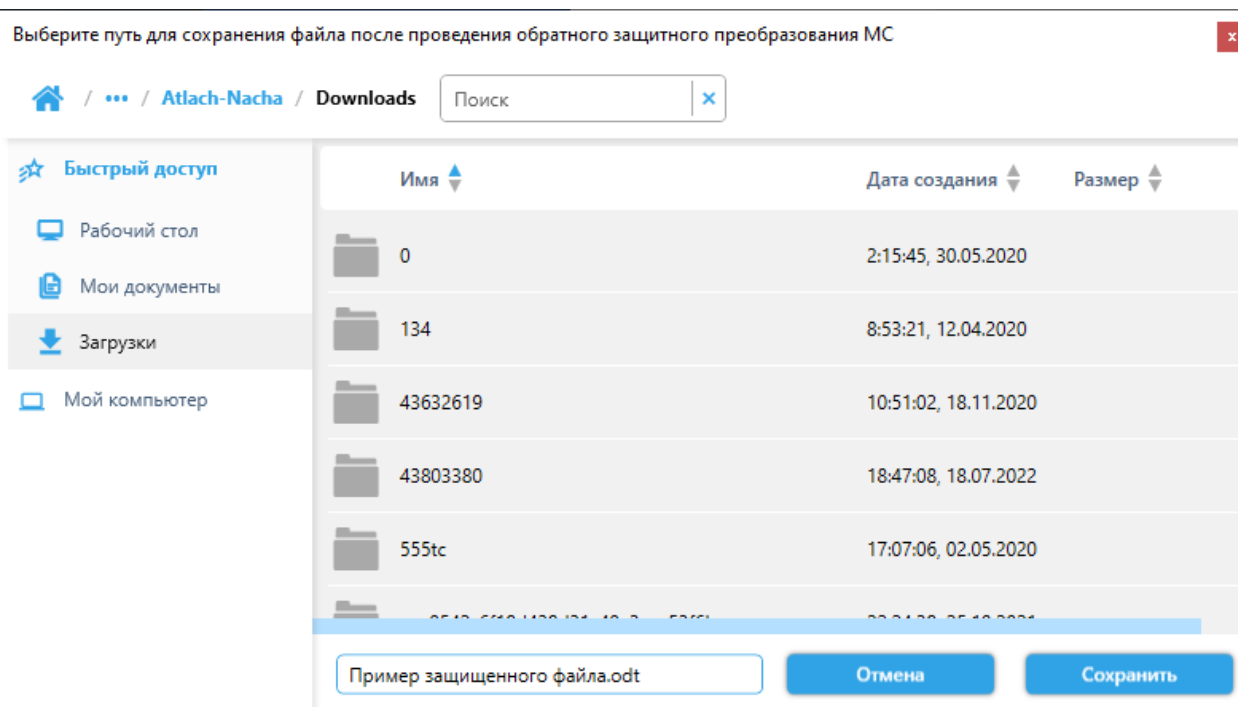 Выберите путь для сохранения файла после проведения обратного защитного преобразования МС
x
/ ••• / Atlach-Nacha / Downloads Поиск ×
Быстрый доступ
Рабочий стол
Мои документы
Загрузки
Мой компьютер
Имя Дата создания Размер
0 2:15:45, 30.05.2020
134 8:53:21, 12.04.2020
43632619 10:51:02, 18.11.2020
43803380 18:47:08, 18.07.2022
555tc 17:07:06, 02.05.2020
Пример защищенного файла.odt Отмена Сохранить